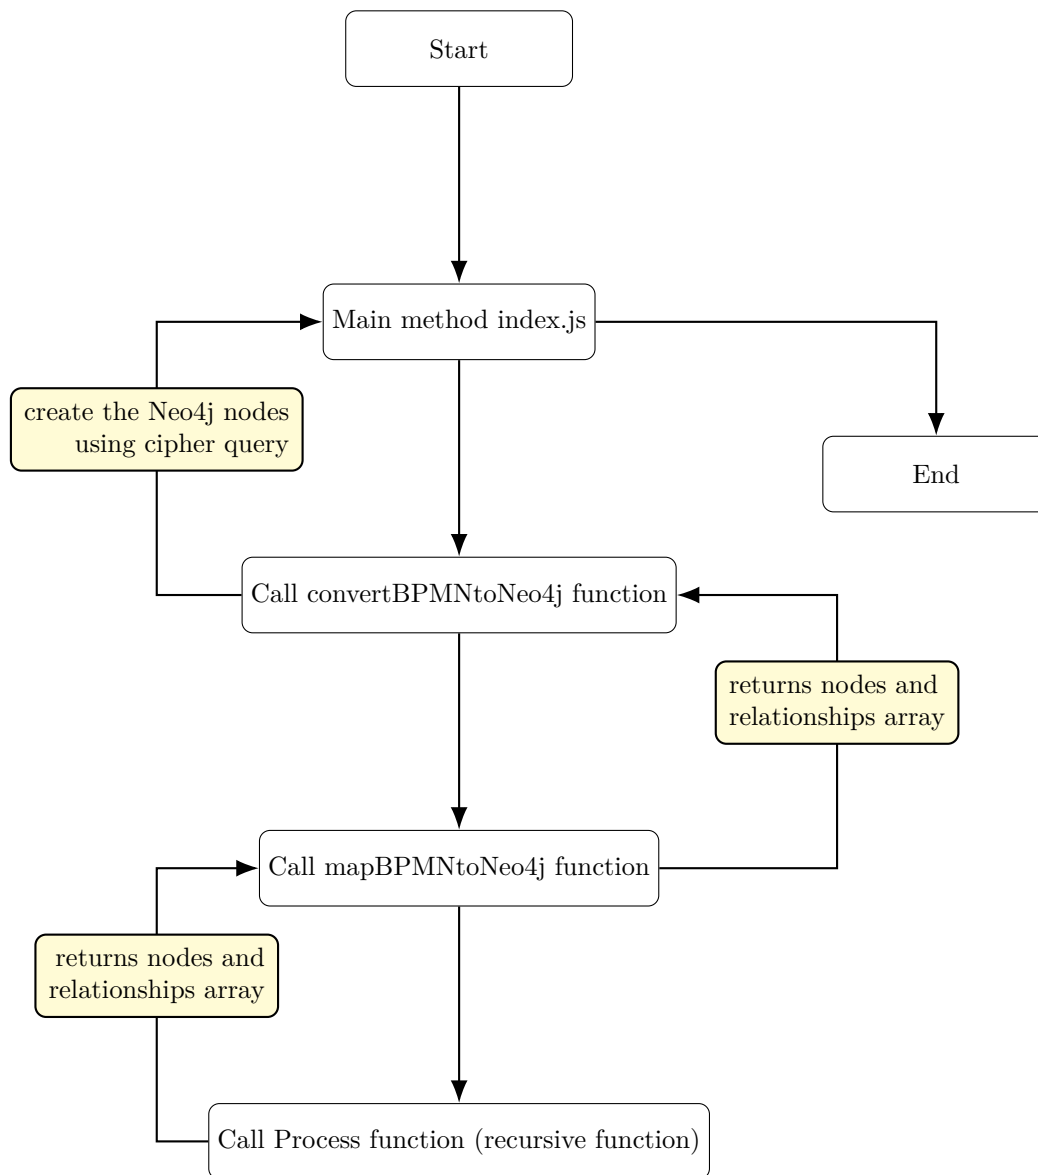 Start
Main method index.js
create the Neo4j nodes
using cipher query
End
Call convertBPMNtoNeo4j function
returns nodes and
relationships array
Call mapBPMNtoNeo4j function
returns nodes and
relationships array
Call Process function (recursive function)